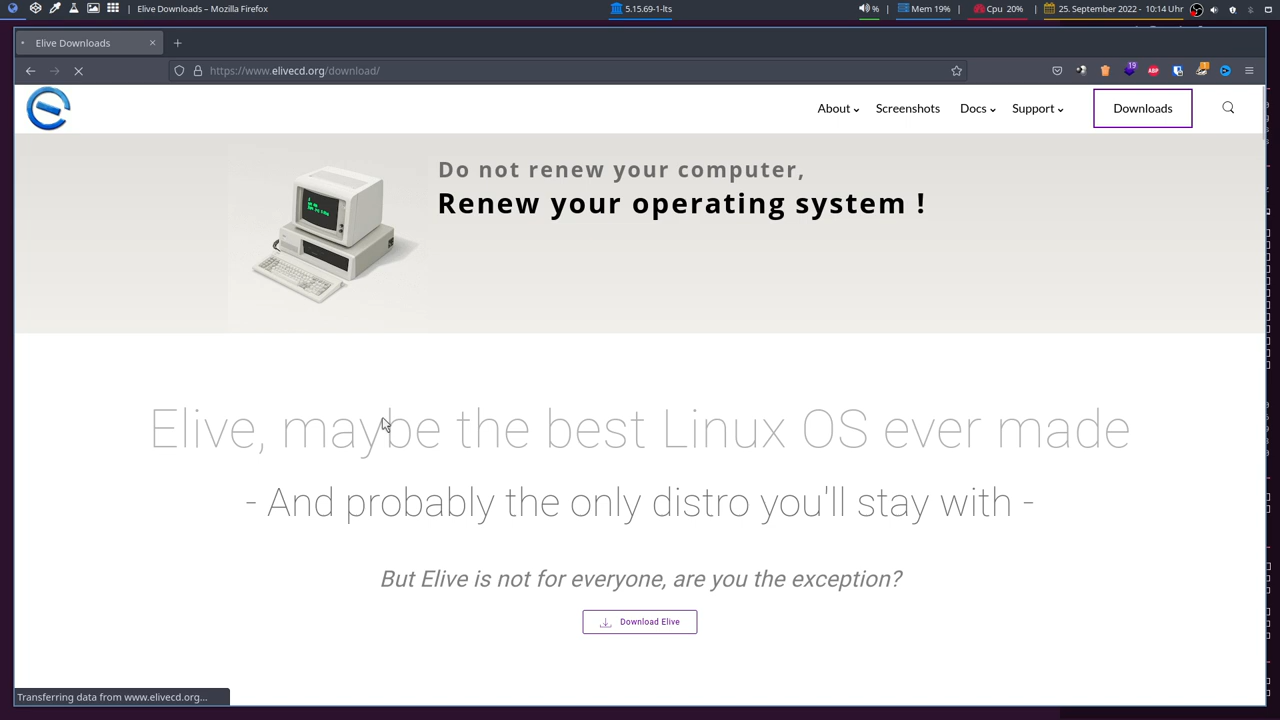 Elive Downloads — Mozilla Firefox
5.15.69-1-lts
%
Mem 19%
Cpu 20%
25. September 2022 - 10:14 Uhr
Elive Downloads
https://www.elivecd.org/download/
19
ABP
About
Screenshots
Docs
Support
Downloads
Do not renew your computer,
Renew your operating system !
Elive, maybe the best Linux OS ever made
- And probably the only distro you'll stay with -
But Elive is not for everyone, are you the exception?
Download Elive
Transferring data from www.elivecd.org...